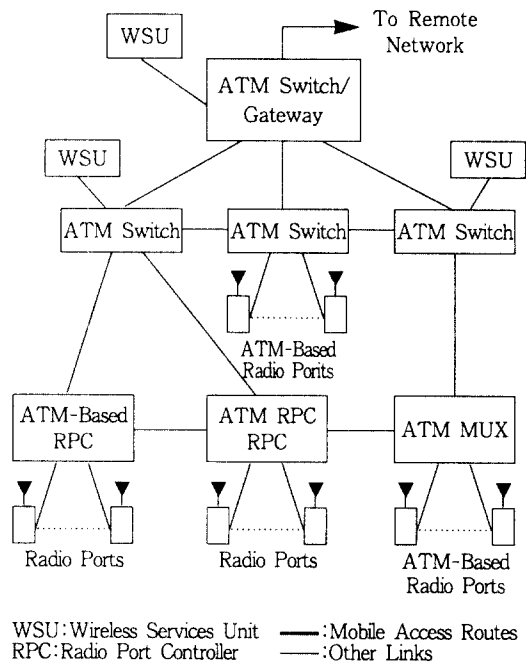 To Remote
Network
WSU
ATM Switch/
Gateway
WSU
WSU
ATM Switch
ATM Switch
ATM Switch
ATM-Based
Radio Porits
ATM-Based
RPC
ATM RPC
RPC
ATM MUX
Radio Ports
Radio Ports
ATM-Based
Radio Ports
WSU:Wireless Services Unit
:Mobile Access Routes
RPC:Radio Port Controller
:Other Links